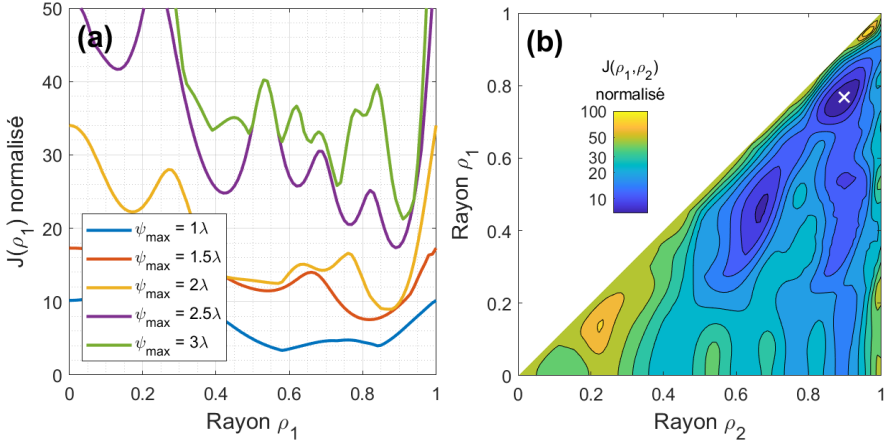 (a)
J(ρ₁) normalisé
50
40
30
20
10
0
ψmax = 1λ
ψmax = 1.5λ
ψmax = 2λ
ψmax = 2.5λ
ψmax = 3λ
0 0.2 0.4 0.6 0.8 1
Rayon ρ₁
(b)
Rayon ρ₁
1
0.8
0.6
0.4
0.2
0
J(ρ₁,ρ₂)
normalisé
100
50
30
20
10
0 0.2 0.4 0.6 0.8 1
Rayon ρ₂